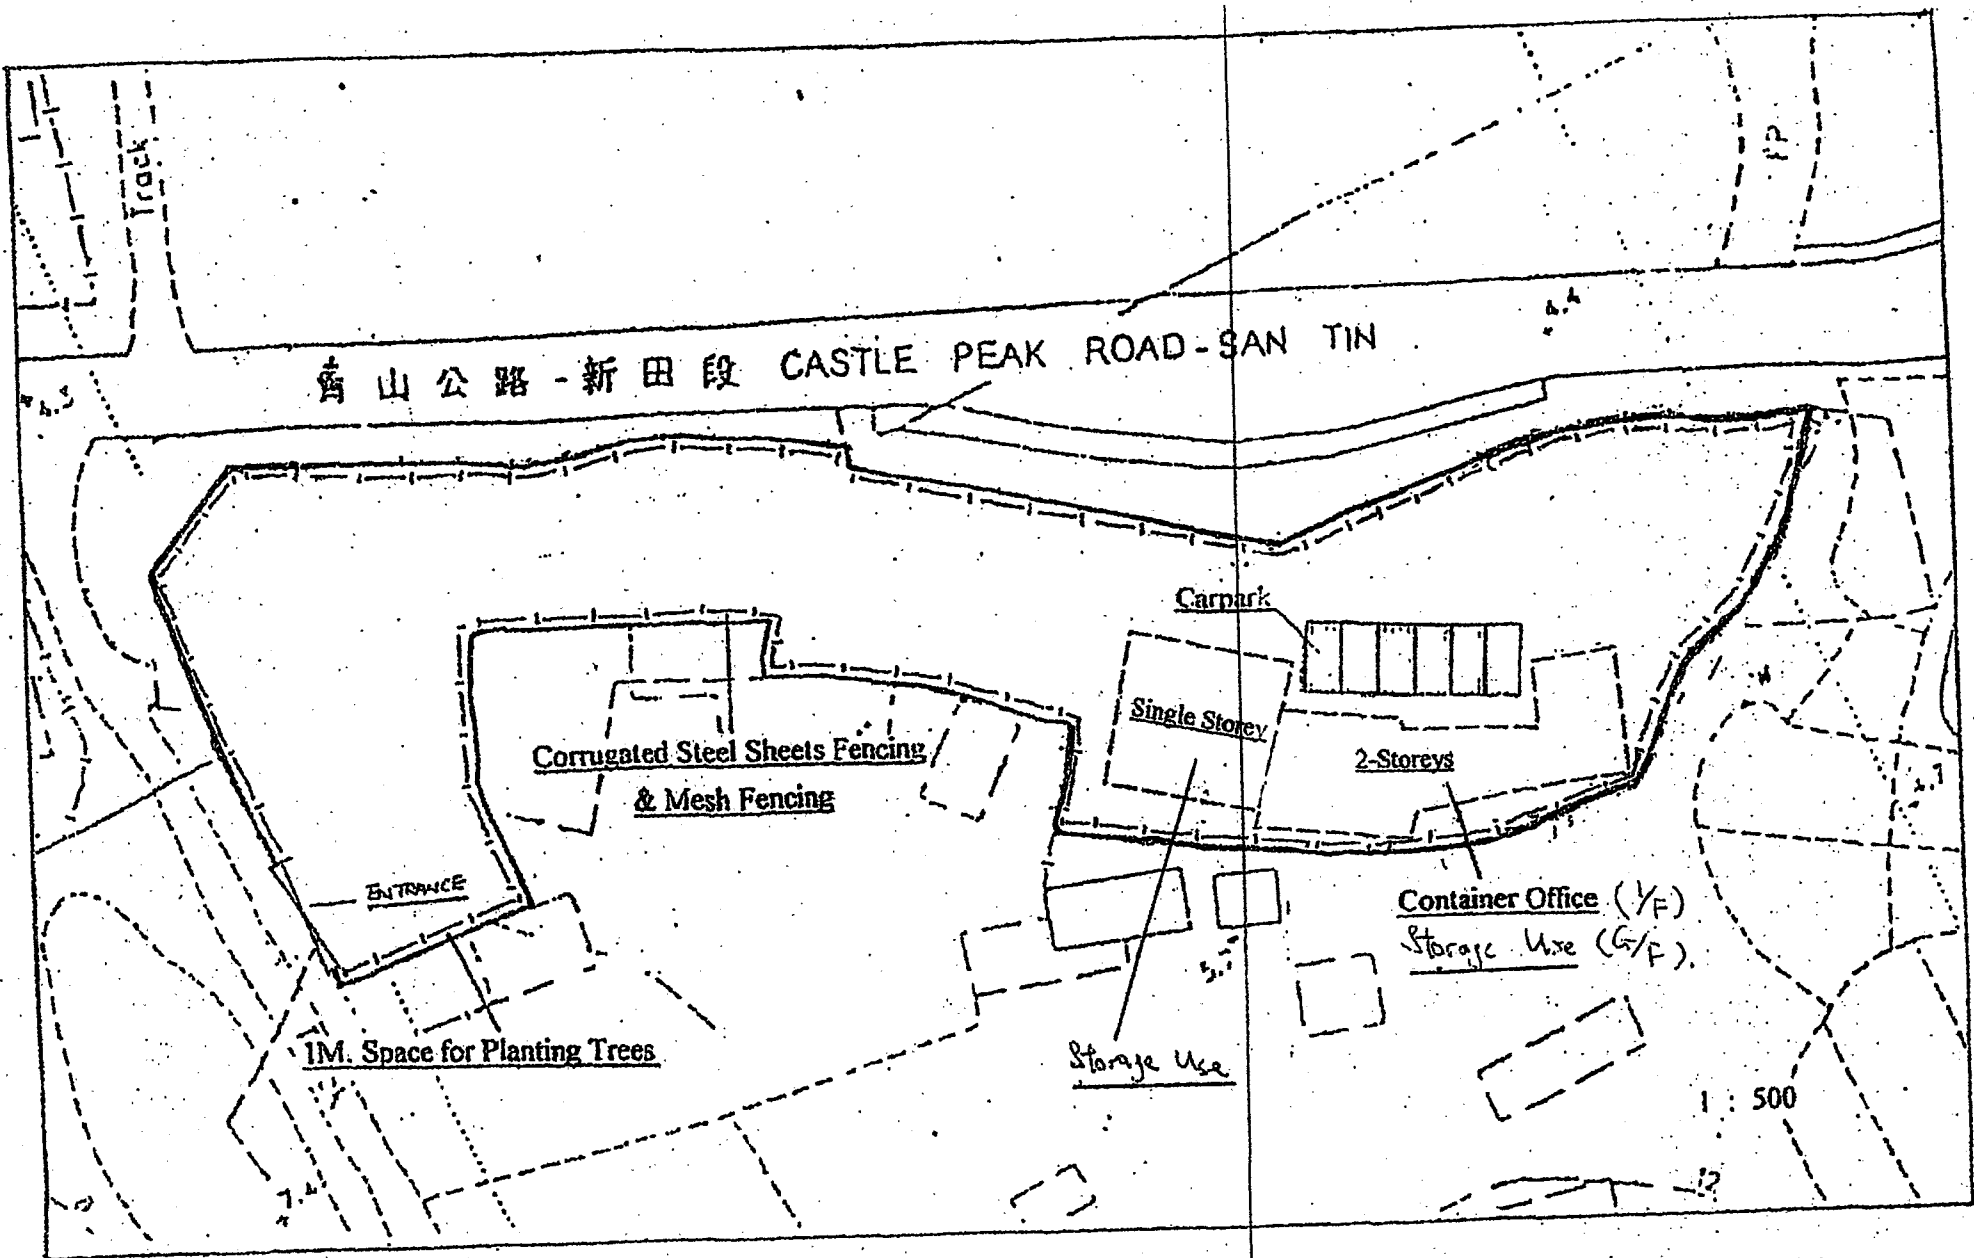 Track
FP
青山公路-新田段 CASTLE PEAK ROAD-SAN TIN
Carpark
Single Storey
2-Storeys
Corrugated Steel Sheets Fencing
& Mesh Fencing
ENTRANCE
Container Office (1/F)
Storage Use (G/F).
1M. Space for Planting Trees
Storage Use
1 : 500